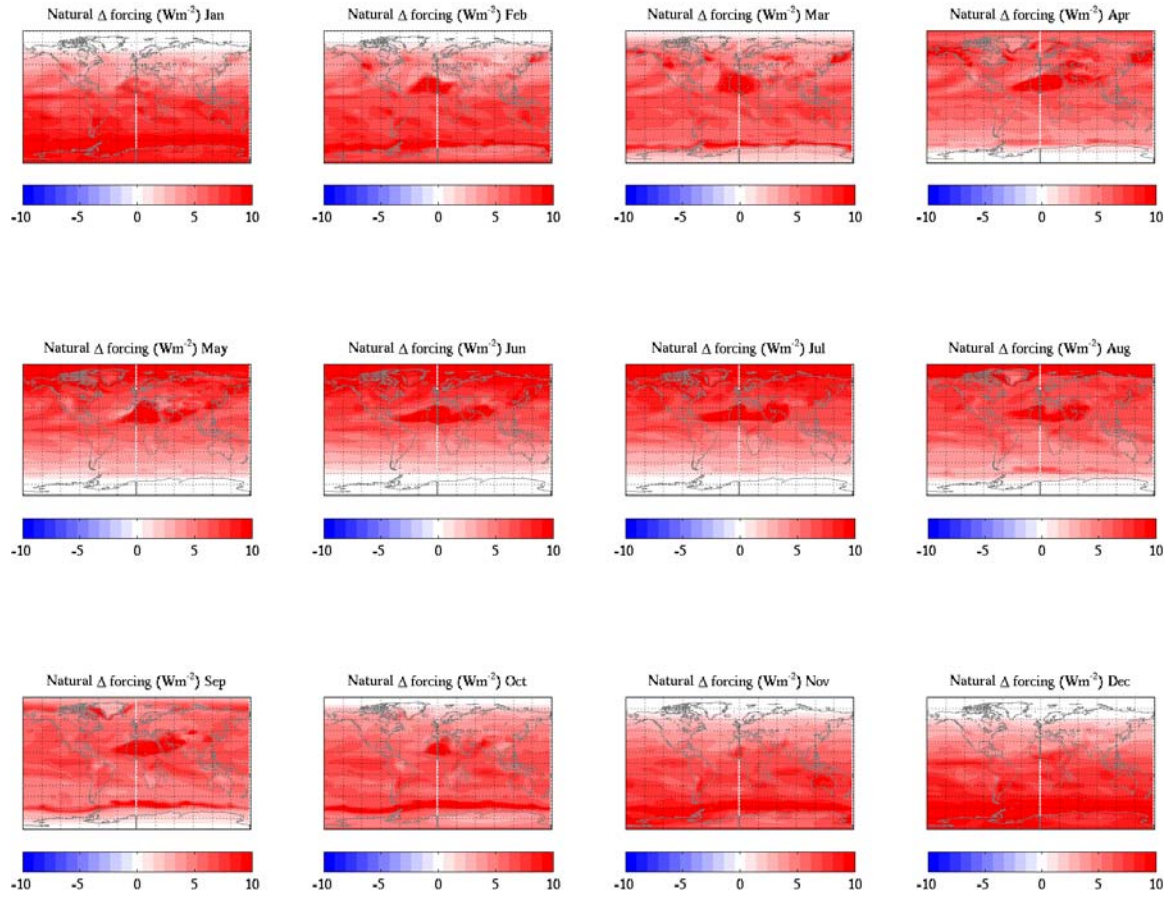 Natural Δ forcing (Wm⁻²) Jan
Natural Δ forcing (Wm⁻²) Feb
Natural Δ forcing (Wm⁻²) Mar
Natural Δ forcing (Wm⁻²) Apr
-10 -5 0 5 10
-10 -5 0 5 10
-10 -5 0 5 10
-10 -5 0 5 10
Natural Δ forcing (Wm⁻²) May
Natural Δ forcing (Wm⁻²) Jun
Natural Δ forcing (Wm⁻²) Jul
Natural Δ forcing (Wm⁻²) Aug
-10 -5 0 5 10
-10 -5 0 5 10
-10 -5 0 5 10
-10 -5 0 5 10
Natural Δ forcing (Wm⁻²) Sep
Natural Δ forcing (Wm⁻²) Oct
Natural Δ forcing (Wm⁻²) Nov
Natural Δ forcing (Wm⁻²) Dec
-10 -5 0 5 10
-10 -5 0 5 10
-10 -5 0 5 10
-10 -5 0 5 10